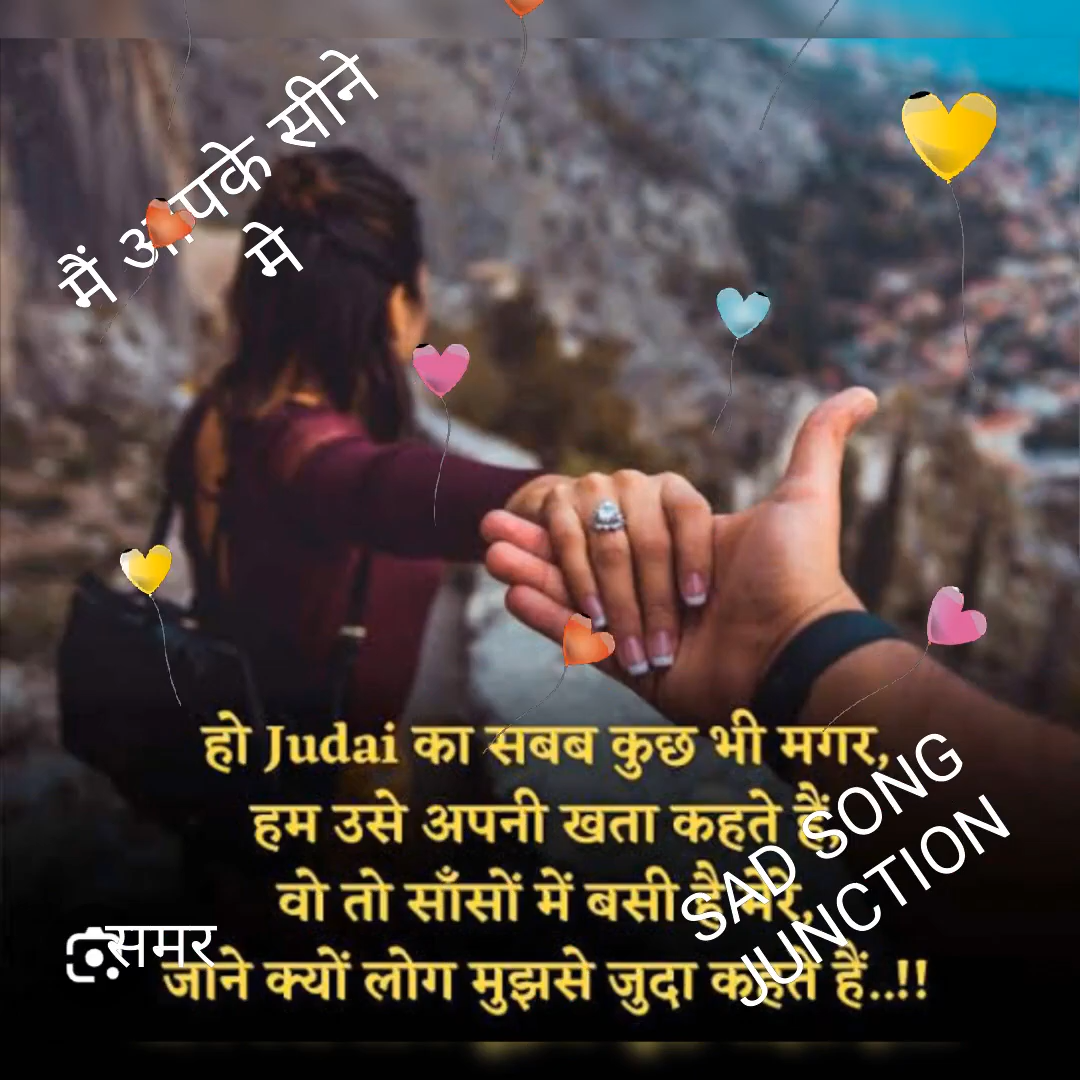 मैं आपके सीने
मे
हो Judai का सबब कुछ भी मगर,
हम उसे अपनी खता कहते हैं,
वो तो साँसों में बसी है मेरे,
जाने क्यों लोग मुझसे जुदा कहते हैं..!!
SAD SONG
JUNCTION
समर